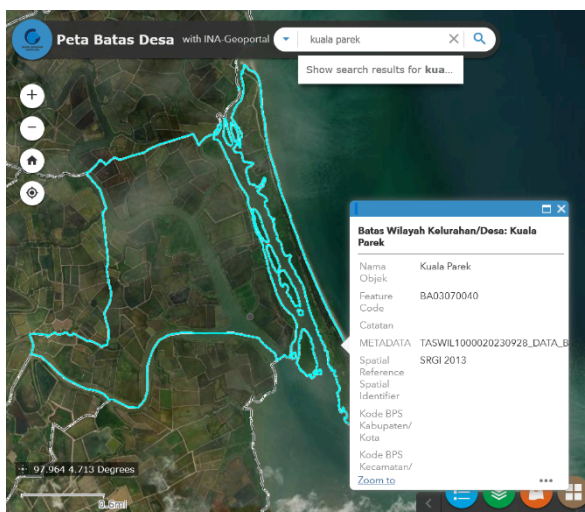 Peta Batas Desa with INA-Geoportal
kuala parek
Show search results for kua...
+
−
Batas Wilayah Kelurahan/Desa: Kuala
Parek
Nama
Objek
Kuala Parek
Feature
Code
BA03070040
Catatan
METADATA
TASWIL1000020230928_DATA_B
Spatial
Reference
Spatial
Identifier
SRGI 2013
Kode BPS
Kabupaten/
Kota
Kode BPS
Kecamatan/
Zoom to
•••
97.964 4.713 Degrees